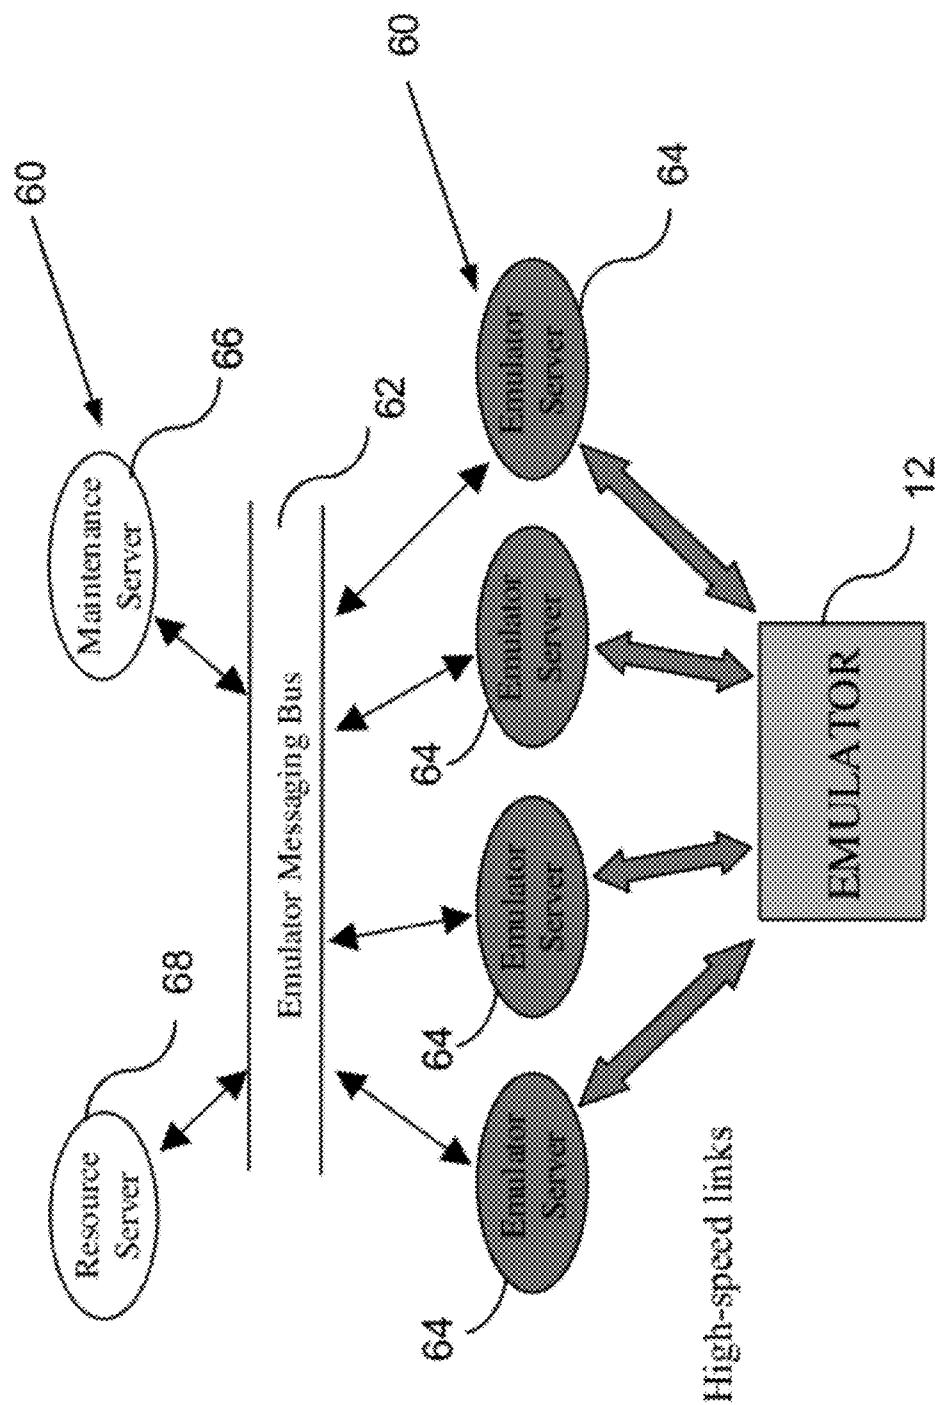 60
60
Maintenance
Server
66
62
64
Emulator
Server
Resource
Server
68
Emulator Messaging Bus
Emulator
Server
64
Emulator
Server
64
Emulator
Server
64
12
EMULATOR
High-speed links